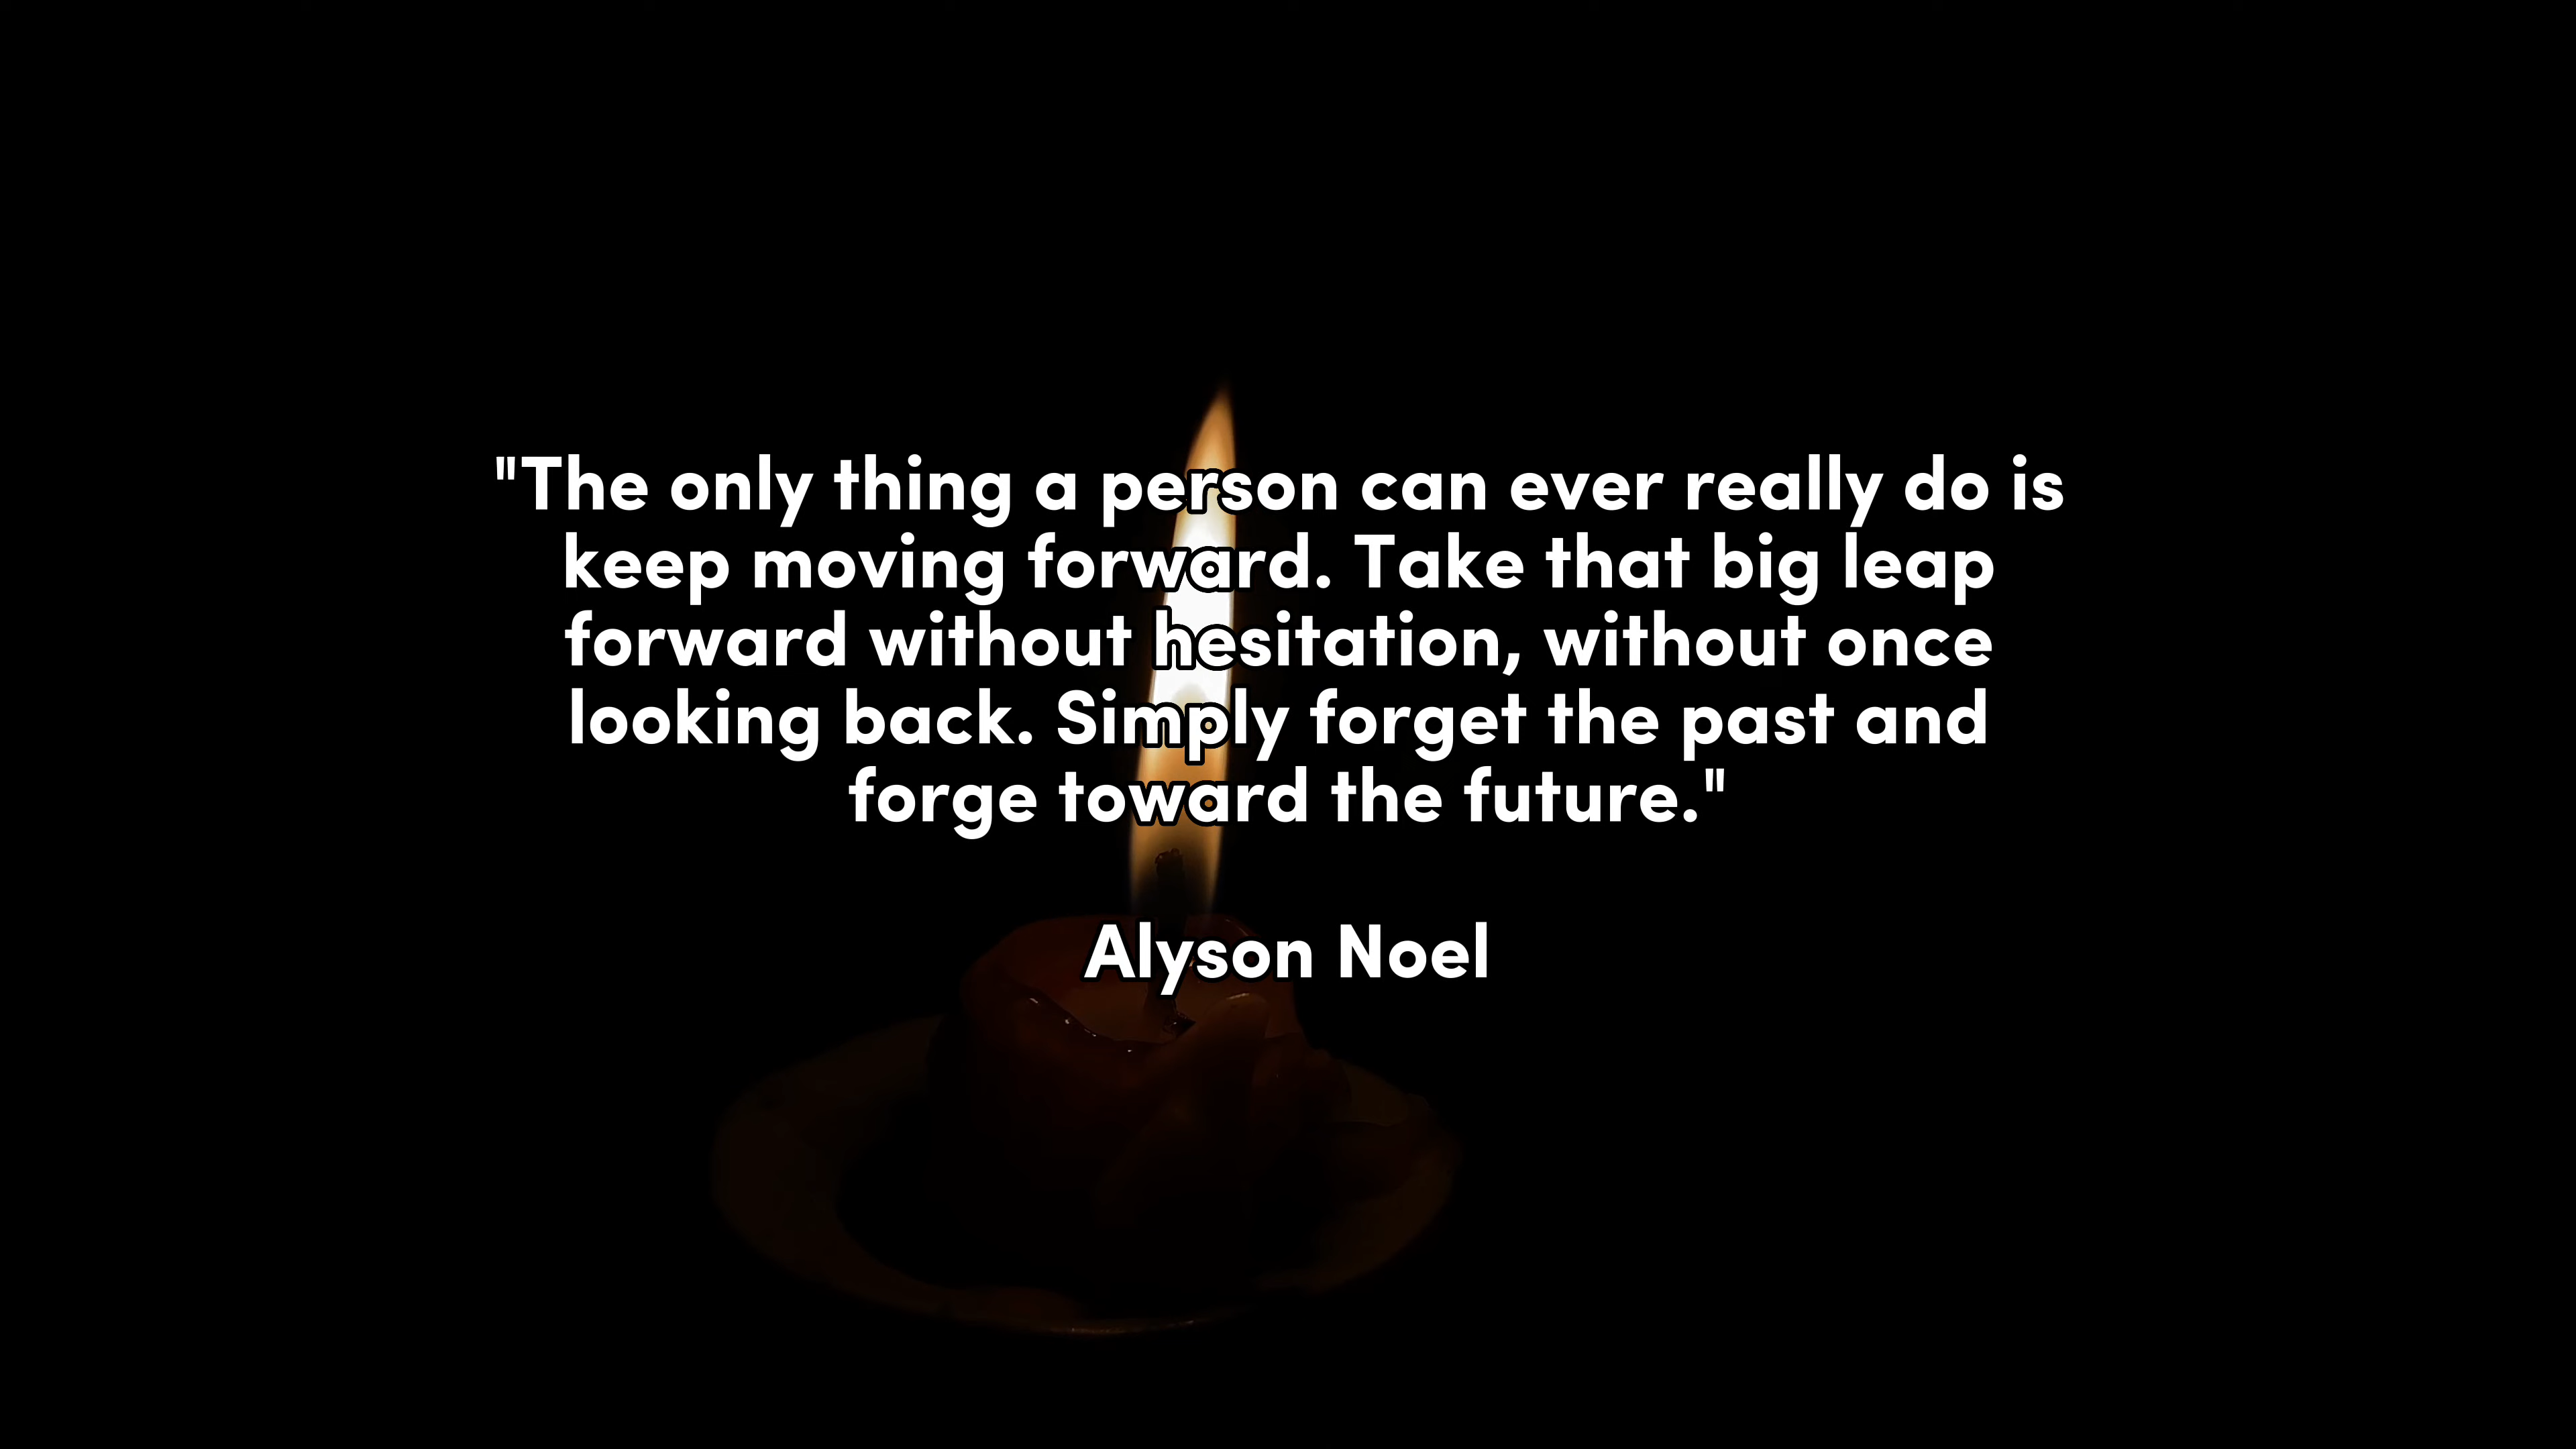 "The only thing a person can ever really do is
keep moving forward. Take that big leap
forward without hesitation, without once
looking back. Simply forget the past and
forge toward the future."
Alyson Noel